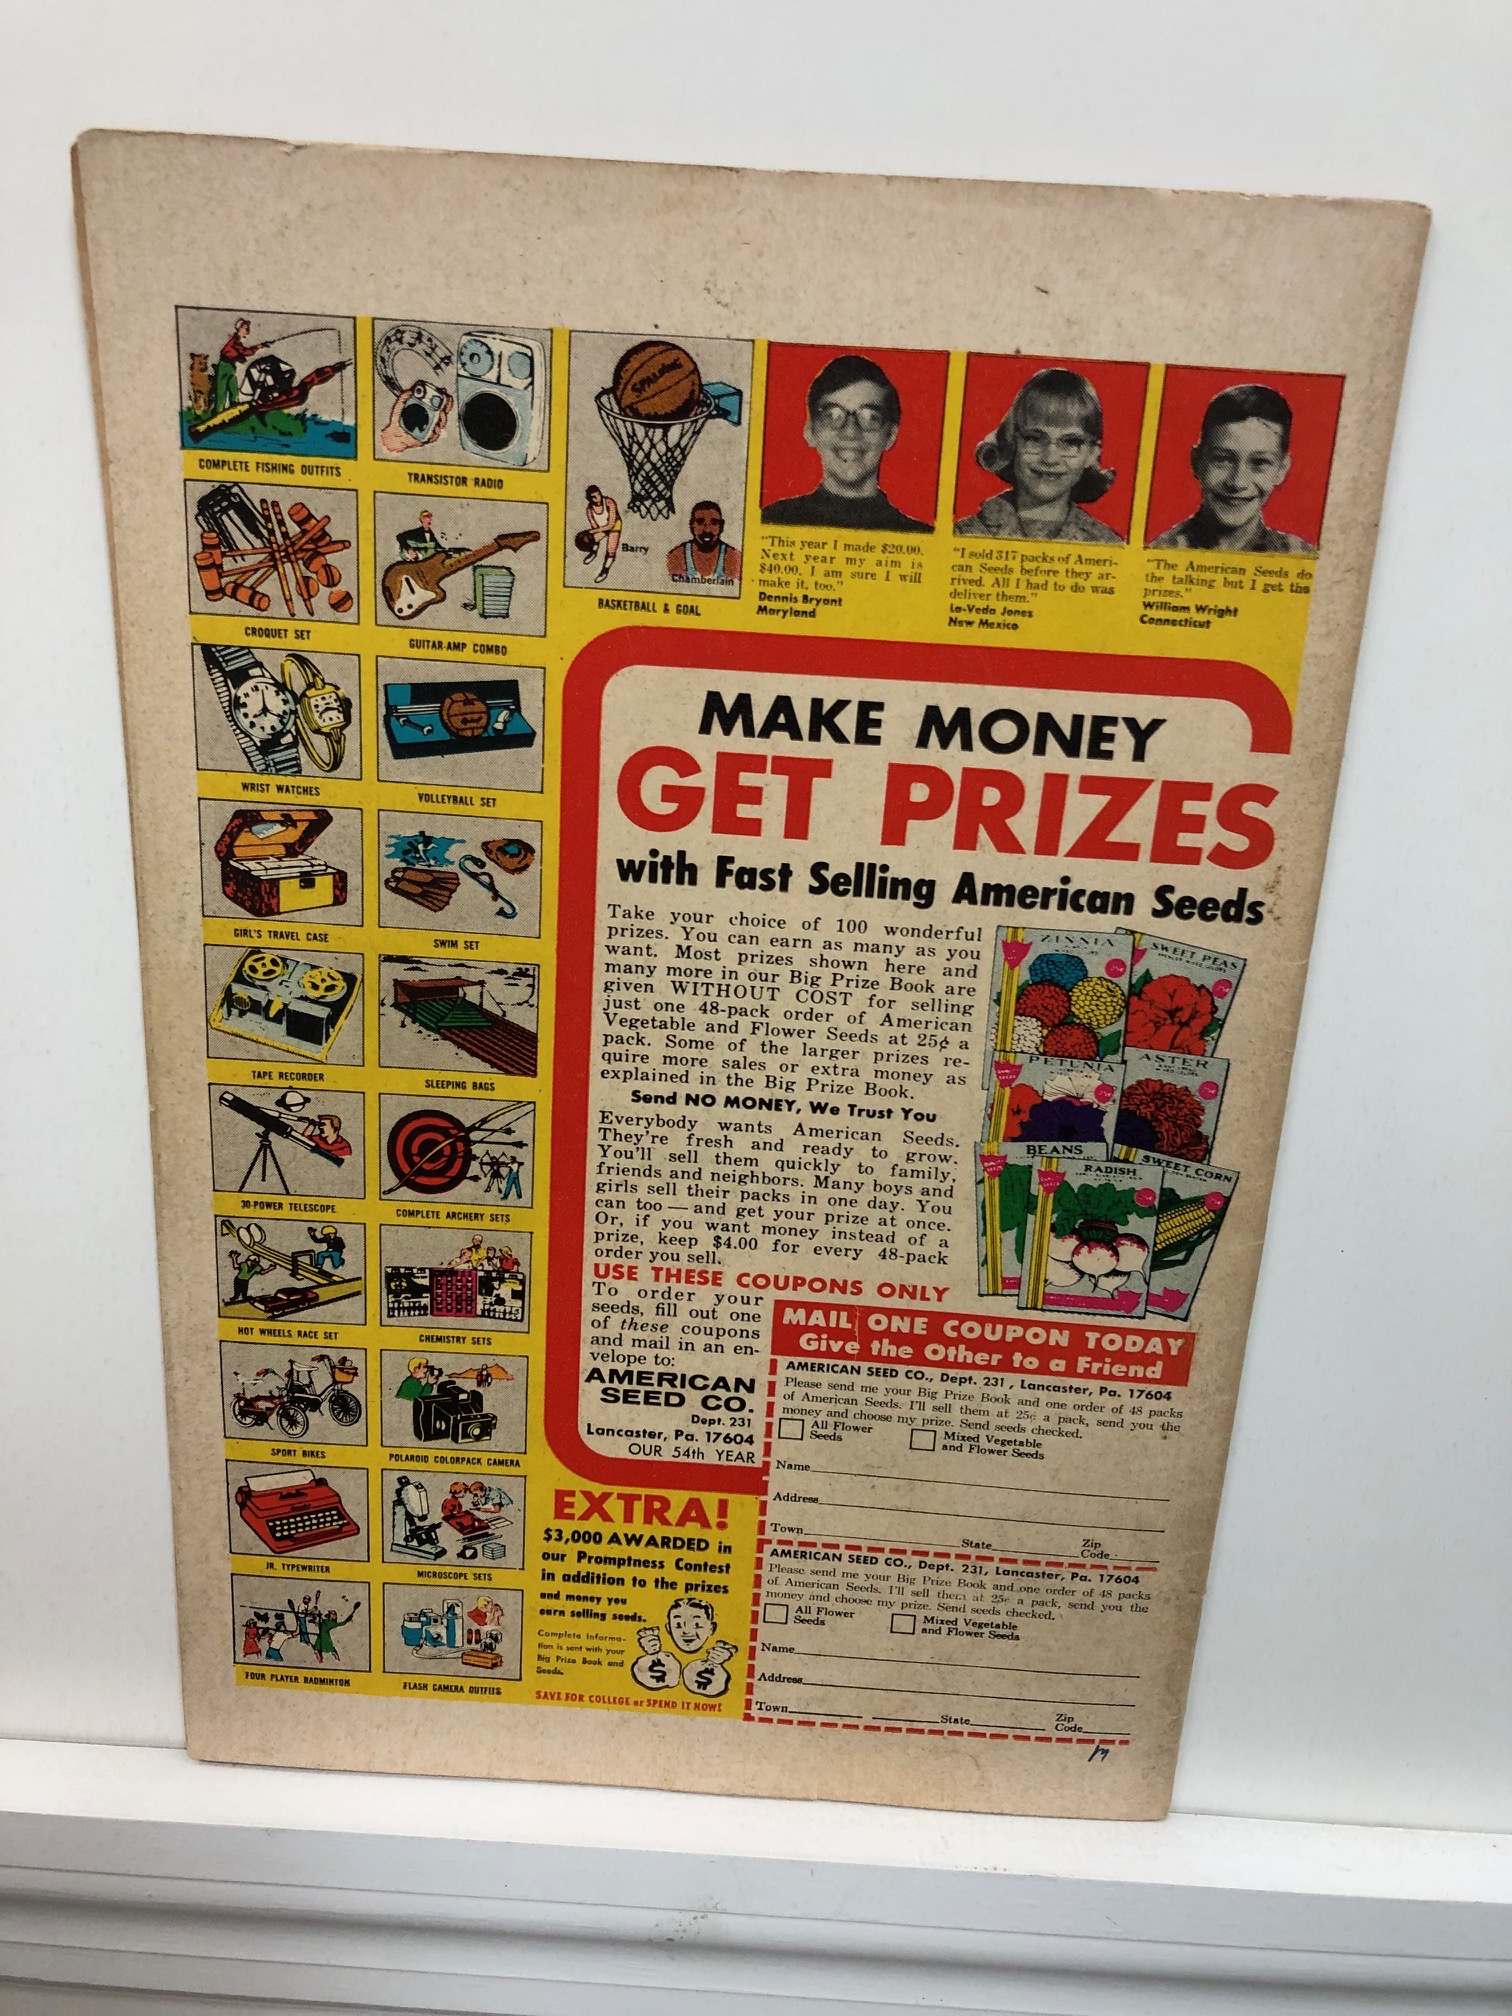 COMPLETE FISHING OUTFITS
TRANSISTOR RADIO
SPALDING
Barry
Chamberlain
BASKETBALL & GOAL
CROQUET SET
GUITAR-AMP COMBO
WRIST WATCHES
VOLLEYBALL SET
GIRL'S TRAVEL CASE
SWIM SET
TAPE RECORDER
SLEEPING BAGS
30-POWER TELESCOPE
COMPLETE ARCHERY SETS
HOT WHEELS RACE SET
CHEMISTRY SETS
SPORT BIKES
POLAROID COLORPACK CAMERA
JR. TYPEWRITER
MICROSCOPE SETS
FOUR PLAYER BADMINTON
FLASH CAMERA OUTFITS
"This year I made $20.00.
Next year my aim is
$40.00. I am sure I will
make it, too."
Dennis Bryant
Maryland
"I sold 317 packs of Ameri-
can Seeds before they ar-
rived. All I had to do was
deliver them."
La-Veda Jones
New Mexico
"The American Seeds do
the talking but I get the
prizes."
William Wright
Connecticut
MAKE MONEY
GET PRIZES
with Fast Selling American Seeds
Take your choice of 100 wonderful
prizes. You can earn as many as you
want. Most prizes shown here and
many more in our Big Prize Book are
given WITHOUT COST for selling
just one 48-pack order of American
Vegetable and Flower Seeds at 25¢ a
pack. Some of the larger prizes re-
quire more sales or extra money as
explained in the Big Prize Book.
Send NO MONEY, We Trust You
Everybody wants American Seeds.
They're fresh and ready to grow.
You'll sell them quickly to family,
friends and neighbors. Many boys and
girls sell their packs in one day. You
can too — and get your prize at once.
Or, if you want money instead of a
prize, keep $4.00 for every 48-pack
order you sell.
ZINNIA
SWEET PEAS
PETUNIA
ASTER
BEANS
RADISH
SWEET CORN
USE THESE COUPONS ONLY
To order your
seeds, fill out one
of these coupons
and mail in an en-
velope to:
AMERICAN
SEED CO.
Dept. 231
Lancaster, Pa. 17604
OUR 54th YEAR
MAIL ONE COUPON TODAY
Give the Other to a Friend
AMERICAN SEED CO., Dept. 231, Lancaster, Pa. 17604
Please send me your Big Prize Book and one order of 48 packs
of American Seeds. I'll sell them at 25¢ a pack, send you the
money and choose my prize. Send seeds checked.
All Flower
Seeds
Mixed Vegetable
and Flower Seeds
Name
Address
Town State Zip
Code
AMERICAN SEED CO., Dept. 231, Lancaster, Pa. 17604
Please send me your Big Prize Book and one order of 48 packs
of American Seeds. I'll sell them at 25¢ a pack, send you the
money and choose my prize. Send seeds checked.
All Flower
Seeds
Mixed Vegetable
and Flower Seeds
Name
Address
Town State Zip
Code
EXTRA!
$3,000 AWARDED in
our Promptness Contest
in addition to the prizes
and money you
earn selling seeds.
Complete informa-
tion is sent with your
Big Prize Book and
Seeds.
$ $
SAVE FOR COLLEGE or SPEND IT NOW!